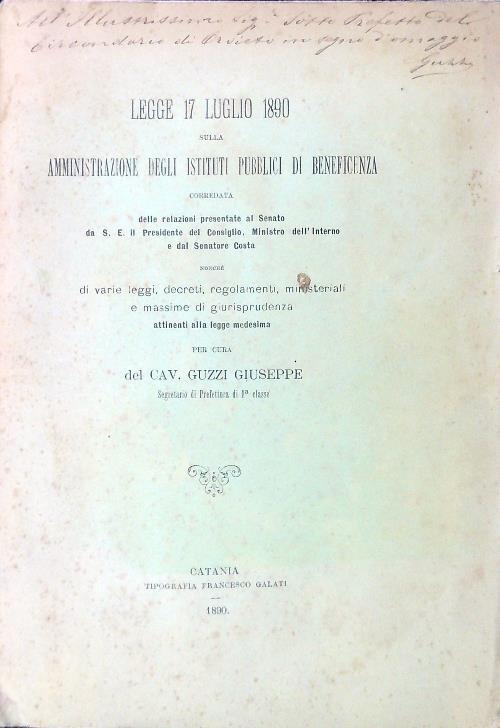 All' Illustrissimo Sig. Sotto Prefetto del
Circondario di Orvieto in segno d'omaggio
Guzzi
LEGGE 17 LUGLIO 1890
SULLA
AMMINISTRAZIONE DEGLI ISTITUTI PUBBLICI DI BENEFICENZA
CORREDATA
delle relazioni presentate al Senato
da S. E. il Presidente del Consiglio, Ministro dell'Interno
e dal Senatore Costa
NONCHÈ
di varie leggi, decreti, regolamenti, ministeriali
e massime di giurisprudenza
attinenti alla legge medesima
PER CURA
del CAV. GUZZI GIUSEPPE
Segretario di Prefettura di 1ª classe
CATANIA
TIPOGRAFIA FRANCESCO GALATI
1890.